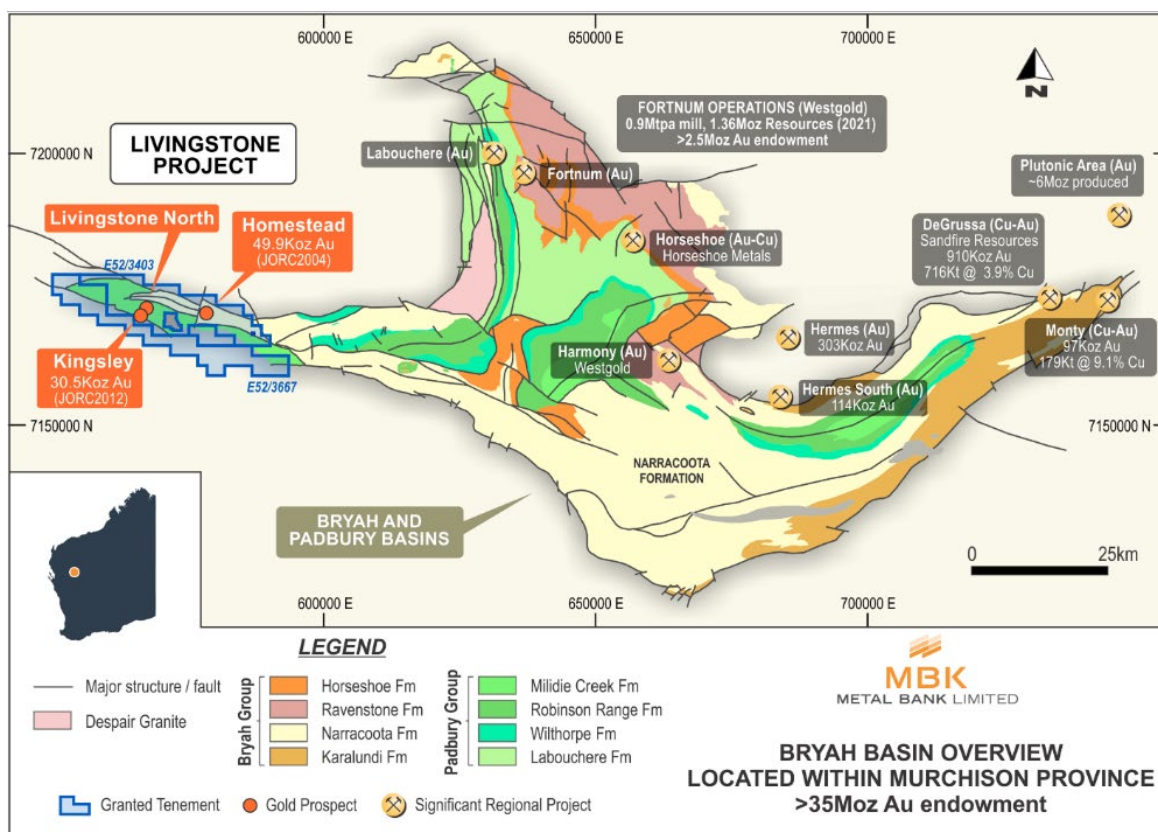 600000 E
650000 E
700000 E
N
7200000 N
LIVINGSTONE
PROJECT
Livingstone North
Homestead
49.9Koz Au
(JORC2004)
E52/3403
Kingsley
30.5Koz Au
(JORC2012)
E52/3667
Labouchere (Au)
Fortnum (Au)
FORTNUM OPERATIONS (Westgold)
0.9Mtpa mill, 1.36Moz Resources (2021)
>2.5Moz Au endowment
Plutonic Area (Au)
~6Moz produced
Horseshoe (Au-Cu)
Horseshoe Metals
DeGrussa (Cu-Au)
Sandfire Resources
910Koz Au
716Kt @ 3.9% Cu
Harmony (Au)
Westgold
Hermes (Au)
303Koz Au
Monty (Cu-Au)
97Koz Au
179Kt @ 9.1% Cu
Hermes South (Au)
114Koz Au
7150000 N
7150000 N
NARRACOOTA
FORMATION
BRYAH AND
PADBURY BASINS
0
25km
600000 E
650000 E
700000 E
LEGEND
Major structure / fault
Despair Granite
Bryah Group
Horseshoe Fm
Ravenstone Fm
Narracoota Fm
Karalundi Fm
Padbury Group
Milidie Creek Fm
Robinson Range Fm
Wilthorpe Fm
Labouchere Fm
Granted Tenement
Gold Prospect
Significant Regional Project
MBK
METAL BANK LIMITED
BRYAH BASIN OVERVIEW
LOCATED WITHIN MURCHISON PROVINCE
>35Moz Au endowment